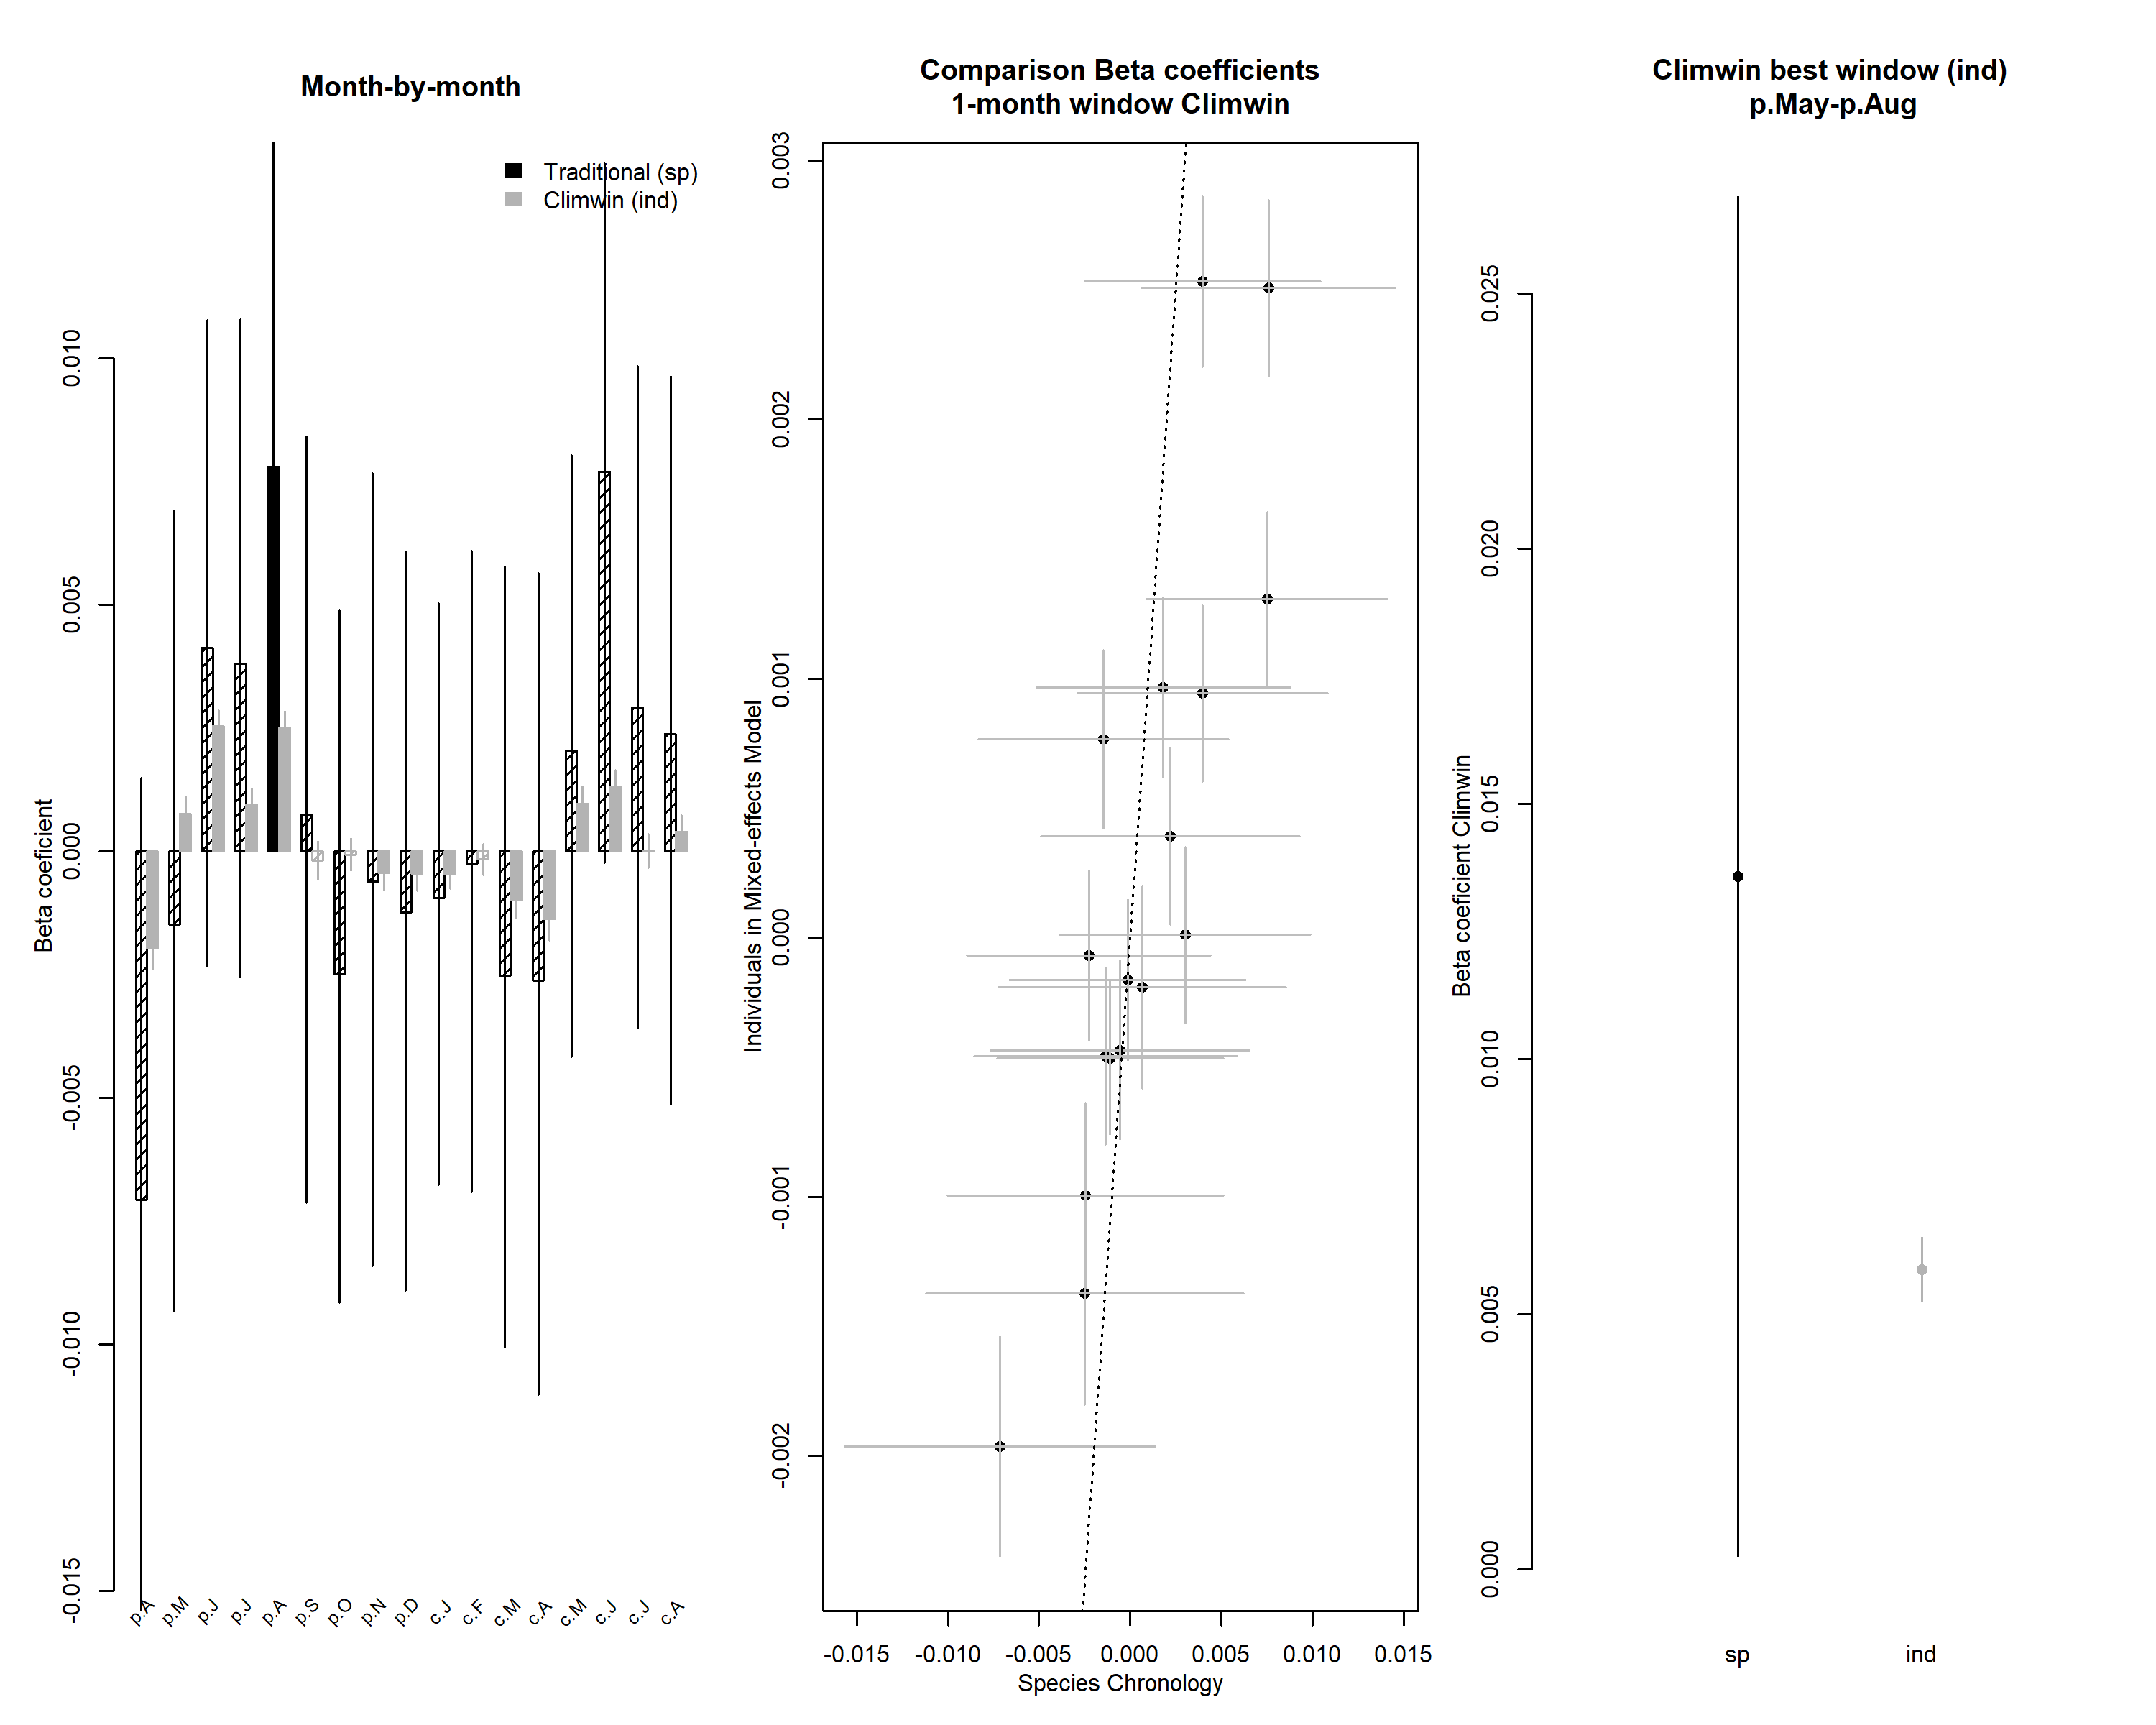 Month-by-month
Traditional (sp)
Climwin (ind)
Beta coeficient
0.010
0.005
0.000
-0.005
-0.010
-0.015
p.A
p.M
p.J
p.J
p.A
p.S
p.O
p.N
p.D
c.J
c.F
c.M
c.A
c.M
c.J
c.J
c.A
Comparison Beta coefficients
1-month window Climwin
Individuals in Mixed-effects Model
0.003
0.002
0.001
0.000
-0.001
-0.002
-0.015
-0.010
-0.005
0.000
0.005
0.010
0.015
Species Chronology
Climwin best window (ind)
p.May-p.Aug
Beta coeficient Climwin
0.025
0.020
0.015
0.010
0.005
0.000
sp
ind